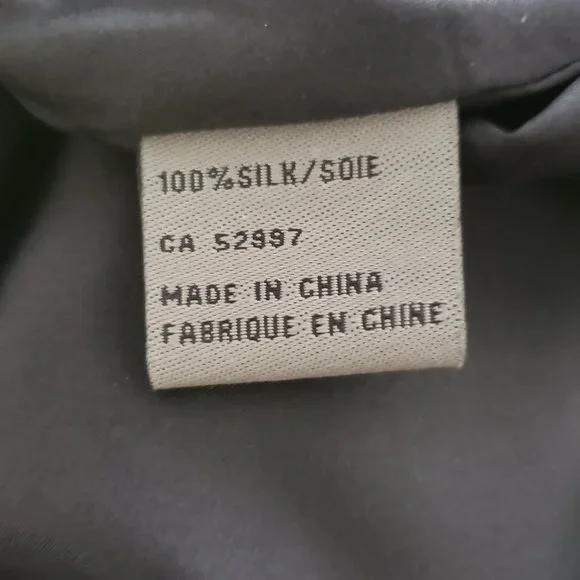 100%SILK/SOIE
CA 52997
MADE IN CHINA
FABRIQUE EN CHINE